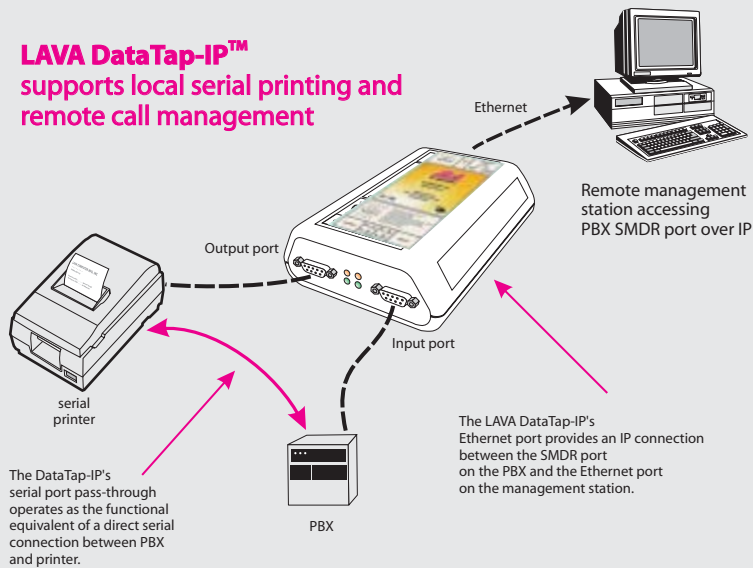 LAVA DataTap-IP™
supports local serial printing and
remote call management
Ethernet
Remote management
station accessing
PBX SMDR port over IP
Output port
Input port
serial
printer
The LAVA DataTap-IP's
Ethernet port provides an IP connection
between the SMDR port
on the PBX and the Ethernet port
on the management station.
The DataTap-IP's
serial port pass-through
operates as the functional
equivalent of a direct serial
connection between PBX
and printer.
PBX